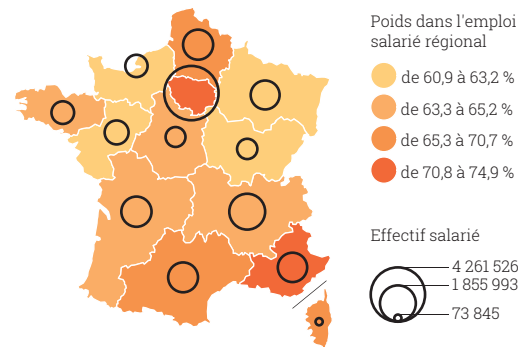 Poids dans l'emploi
salarié régional
de 60,9 à 63,2 %
de 63,3 à 65,2 %
de 65,3 à 70,7 %
de 70,8 à 74,9 %
Effectif salarié
4 261 526
1 855 993
73 845